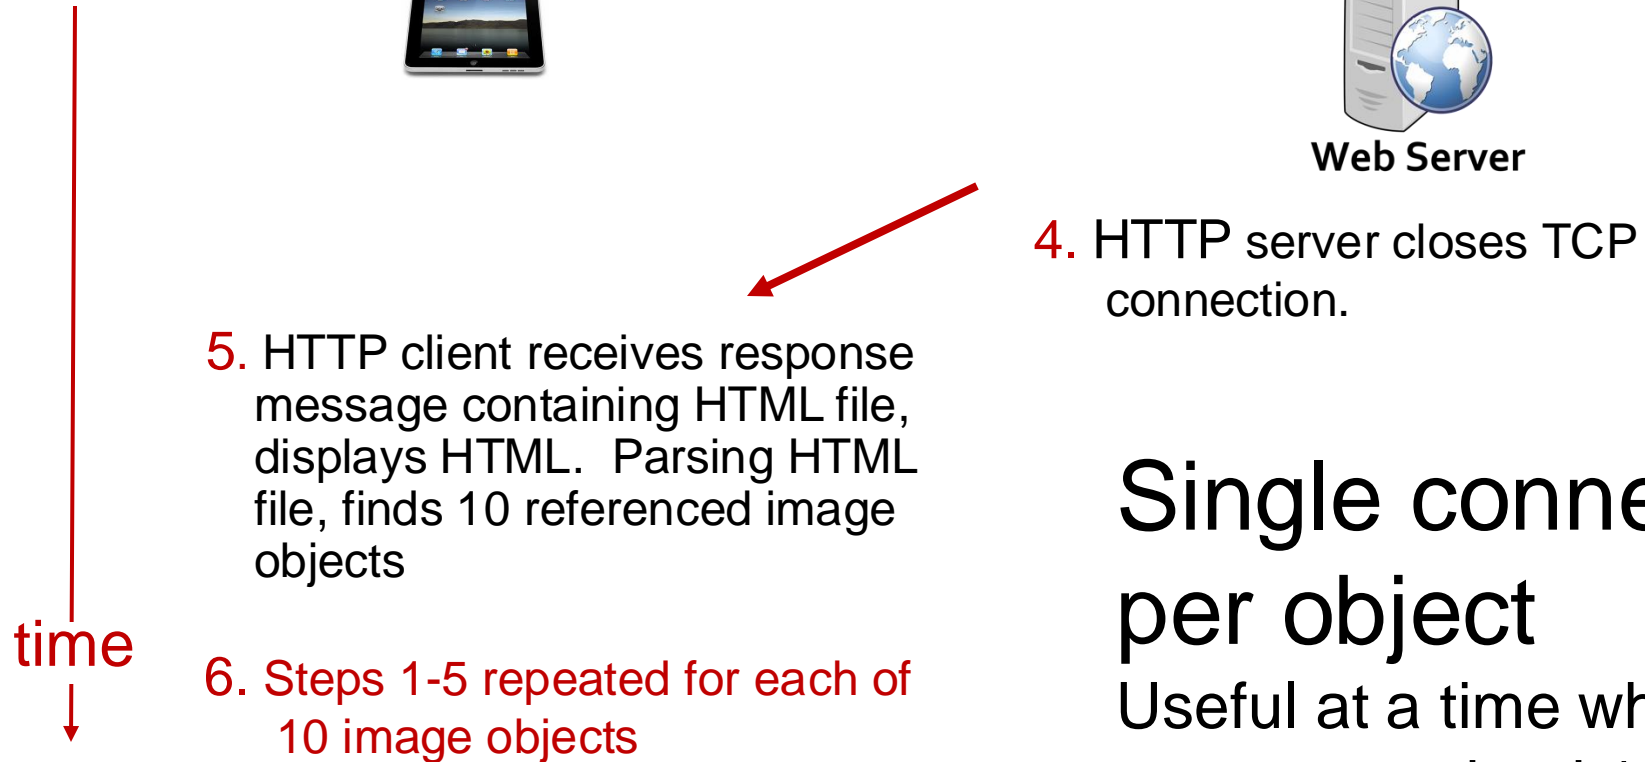 Web Server
4. HTTP server closes TCP
connection.
5. HTTP client receives response
message containing HTML file,
displays HTML. Parsing HTML
file, finds 10 referenced image
objects
Single conne
per object
time
6. Steps 1-5 repeated for each of
Useful at a time wh
10 image objects